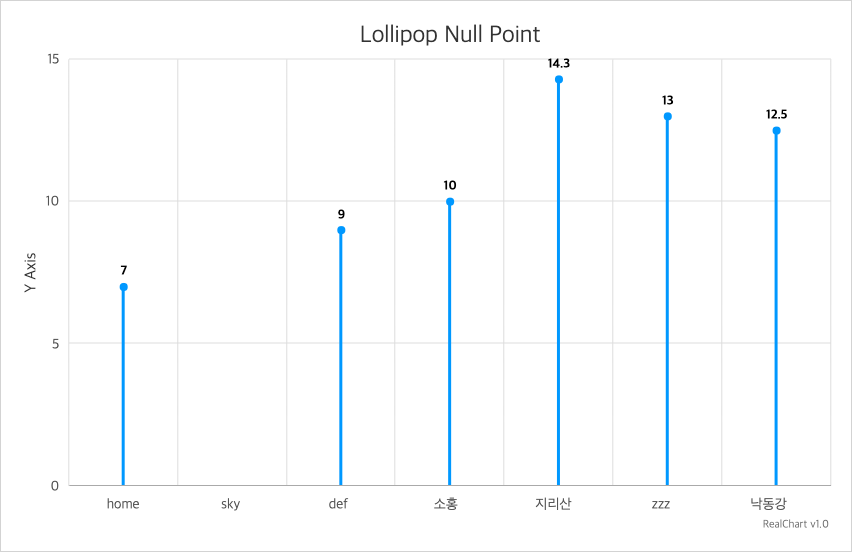 Lollipop Null Point
15
10
5
0
Y Axis
7
9
10
14.3
13
12.5
home
sky
def
소홍
지리산
zzz
낙동강
RealChart v1.0